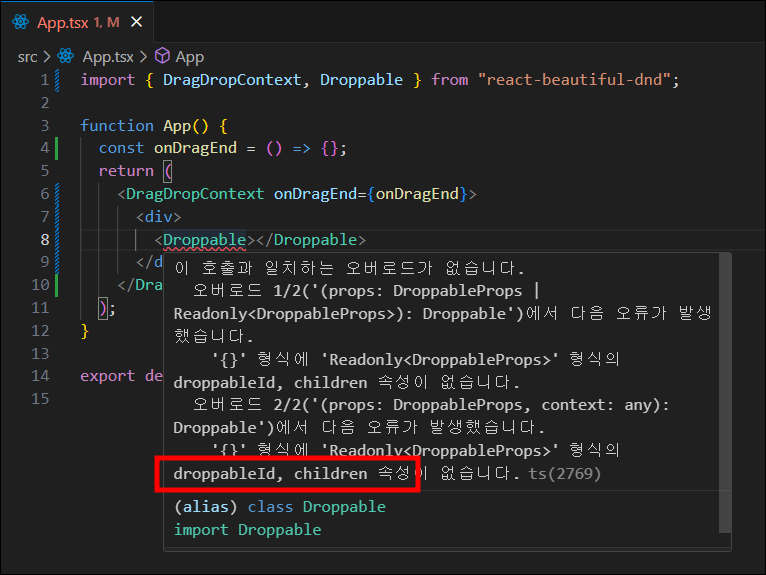 App.tsx 1, M
src > App.tsx > App
1 import { DragDropContext, Droppable } from "react-beautiful-dnd";
2
3 function App() {
4 const onDragEnd = () => {};
5 return (
6 <DragDropContext onDragEnd={onDragEnd}>
7 <div>
8 <Droppable></Droppable>
9 </d
10 </Dra
11 );
12 }
13
14 export de
15
이 호출과 일치하는 오버로드가 없습니다.
오버로드 1/2('(props: DroppableProps |
Readonly<DroppableProps>): Droppable')에서 다음 오류가 발생
했습니다.
'{}' 형식에 'Readonly<DroppableProps>' 형식의
droppableId, children 속성이 없습니다.
오버로드 2/2('(props: DroppableProps, context: any):
Droppable')에서 다음 오류가 발생했습니다.
'{}' 형식에 'Readonly<DroppableProps>' 형식의
droppableId, children 속성이 없습니다. ts(2769)
(alias) class Droppable
import Droppable